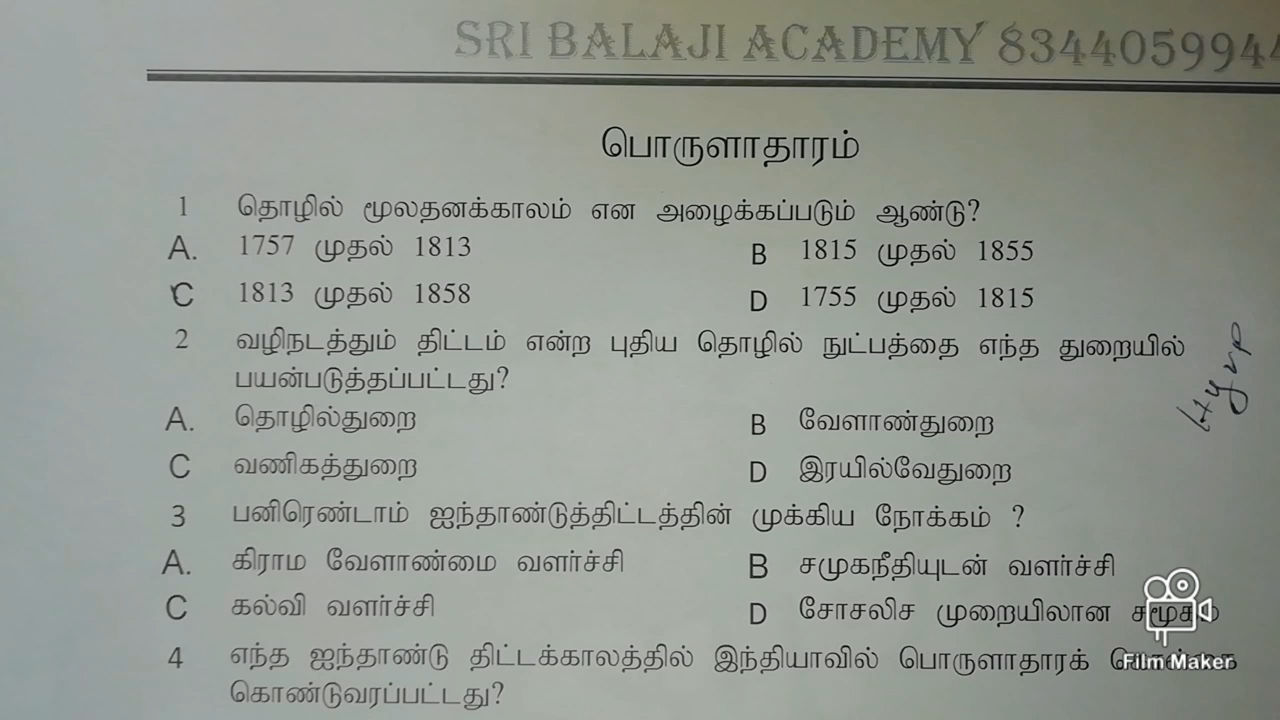 SRI BALAJI ACADEMY 8344059944
பொருளாதாரம்
1 தொழில் மூலதனக்காலம் என அழைக்கப்படும் ஆண்டு?
A. 1757 முதல் 1813 B 1815 முதல் 1855
C 1813 முதல் 1858 D 1755 முதல் 1815
2 வழிநடத்தும் திட்டம் என்ற புதிய தொழில் நுட்பத்தை எந்த துறையில்
பயன்படுத்தப்பட்டது?
A. தொழில்துறை B வேளாண்துறை
C வணிகத்துறை D இரயில்வேதுறை
3 பனிரெண்டாம் ஐந்தாண்டுத்திட்டத்தின் முக்கிய நோக்கம் ?
A. கிராம வேளாண்மை வளர்ச்சி B சமுகநீதியுடன் வளர்ச்சி
C கல்வி வளர்ச்சி D சோசலிச முறையிலான சமூகம்
4 எந்த ஐந்தாண்டு திட்டக்காலத்தில் இந்தியாவில் பொருளாதாரக்
கொண்டுவரப்பட்டது?
Film Maker